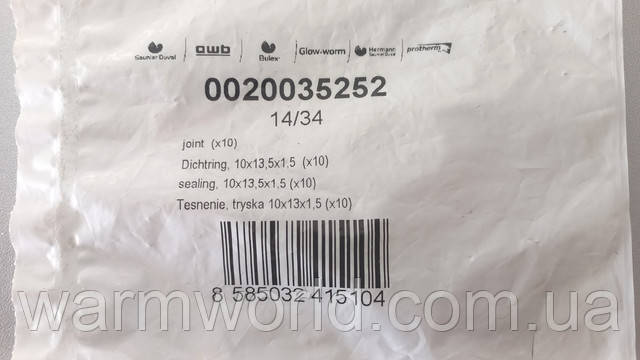 Saunier Duval awb Bulex Glow-worm Hermann Saunier Duval protherm
0020035252
14/34
joint (x10)
Dichtring, 10x13,5x1,5 (x10)
sealing, 10x13,5x1,5 (x10)
Tesnenie, tryska 10x13x1,5 (x10)
8 585032 415104
warmworld.com.ua